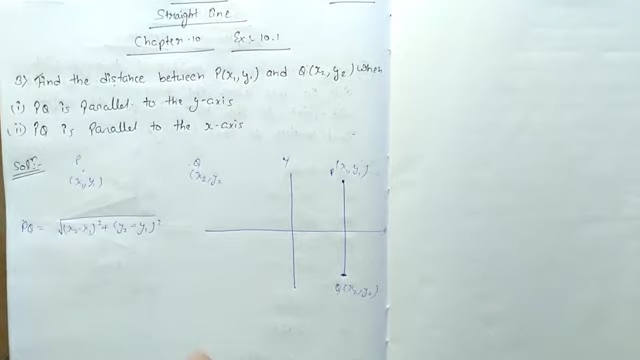 Straight One
Chapter-10 Ex:- 10.1
3) Find the distance between P(x₁,y₁) and Q(x₂,y₂) when
(i) PQ is Parallel to the y-axis
(ii) PQ is Parallel to the x-axis
Solⁿ:-
P Q
(x₁,y₁) (x₂,y₂
PQ = √(x₂-x₁)²+(y₂-y₁)²
y
P(x₁,y₁)
Q(x₂,y₂)